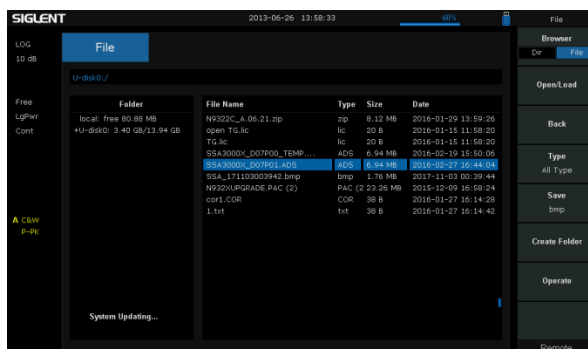 SIGLENT 2013-06-26 13:58:33 60% File
LOG
10 dB
Free
LgPwr
Cont
A C&W
P-PK
File
U-disk0:/
Folder
local: free 80.88 MB
+U-disk0: 3.40 GB/13.94 GB
System Updating...
File Name Type Size Date
N9322C_A.06.21.zip zip 8.12 MB 2016-01-29 13:59:26
open TG.lic lic 20 B 2016-01-15 11:58:20
TG.lic lic 20 B 2016-01-15 11:58:20
SSA3000X_D07P00_TEMP.... ADS 6.94 MB 2016-02-19 15:50:06
SSA3000X_D07P01.ADS ADS 6.94 MB 2016-02-27 16:44:04
SSA_171103003942.bmp bmp 1.76 MB 2017-11-03 00:39:44
N932XUPGRADE.PAC (2) PAC (2 23.26 MB 2015-12-09 16:58:24
cor1.COR COR 38 B 2016-01-27 16:14:28
1.txt txt 38 B 2016-01-27 16:14:42
Browser
Dir File
Open/Load
Back
Type
All Type
Save
bmp
Create Folder
Operate
Remote